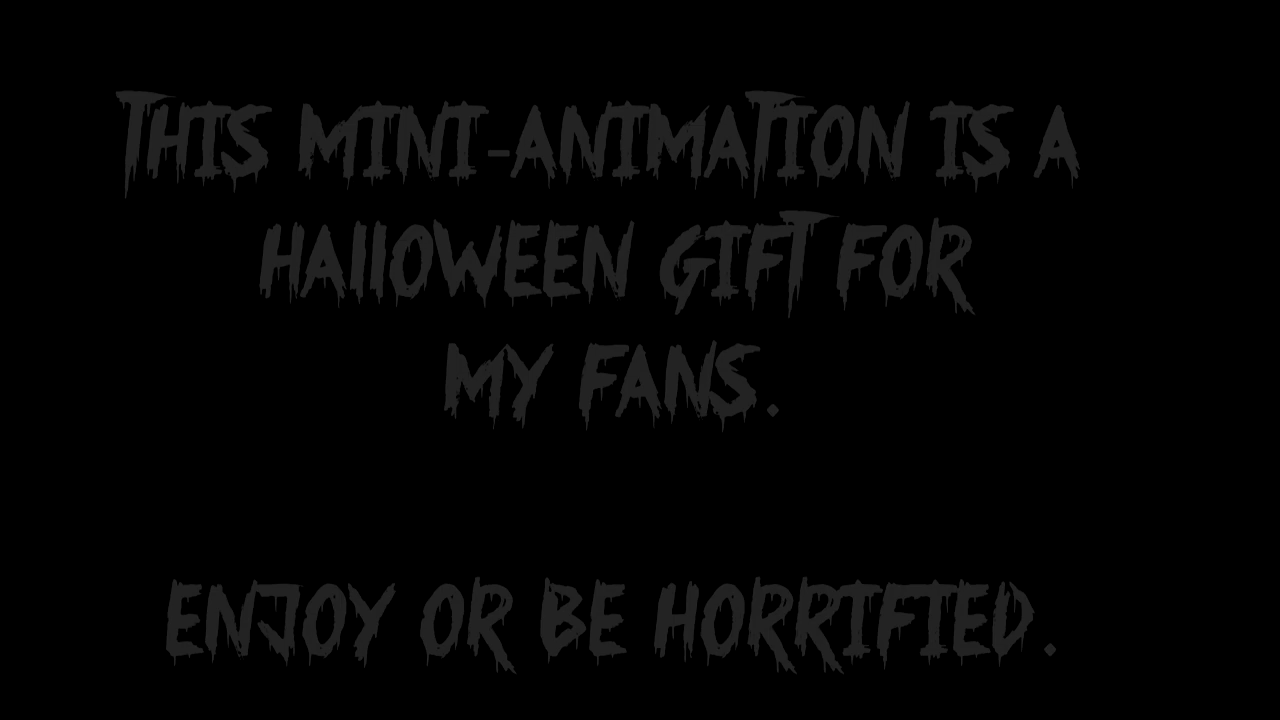 THIS MINI-ANIMATION IS A
HAllOWEEN GIFT FOR
MY FANS.
ENJOY OR BE HORRIFIED.